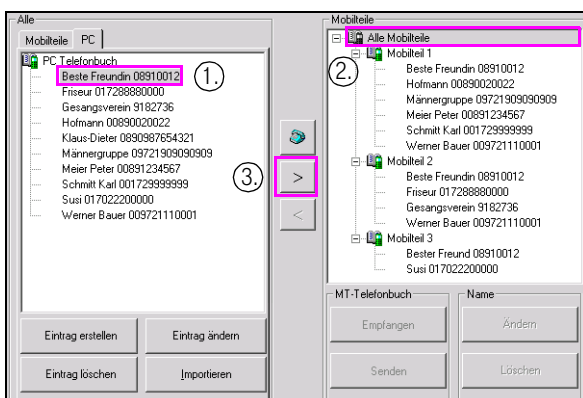 Alle
Mobilteile PC
PC Telefonbuch
Beste Freundin 08910012
Friseur 017288880000
Gesangsverein 9182736
Hofmann 00890020022
Klaus-Dieter 0890987654321
Männergruppe 09721909090909
Meier Peter 00891234567
Schmitt Karl 001729999999
Susi 017022200000
Werner Bauer 009721110001
1.
Eintrag erstellen Eintrag ändern
Eintrag löschen Importieren
3.
>
<
Mobilteile
Alle Mobilteile
2.
Mobilteil 1
Beste Freundin 08910012
Hofmann 00890020022
Männergruppe 09721909090909
Meier Peter 00891234567
Schmitt Karl 001729999999
Werner Bauer 009721110001
Mobilteil 2
Beste Freundin 08910012
Friseur 017288880000
Gesangsverein 9182736
Werner Bauer 009721110001
Mobilteil 3
Bester Freund 08910012
Susi 017022200000
MT-Telefonbuch
Empfangen
Senden
Name
Ändern
Löschen